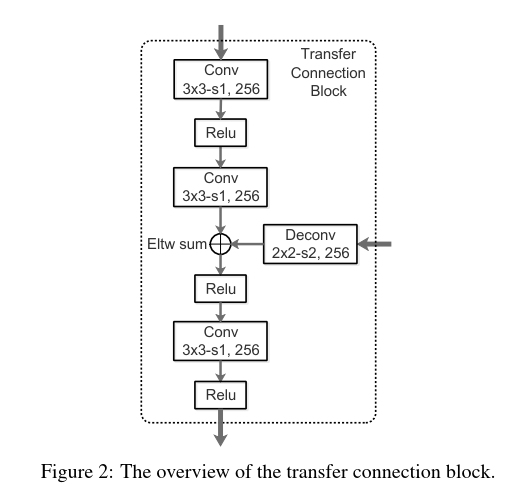 Transfer
Connection
Block
Conv
3x3-s1, 256
Relu
Conv
3x3-s1, 256
Eltw sum
Deconv
2x2-s2, 256
Relu
Conv
3x3-s1, 256
Relu
Figure 2: The overview of the transfer connection block.